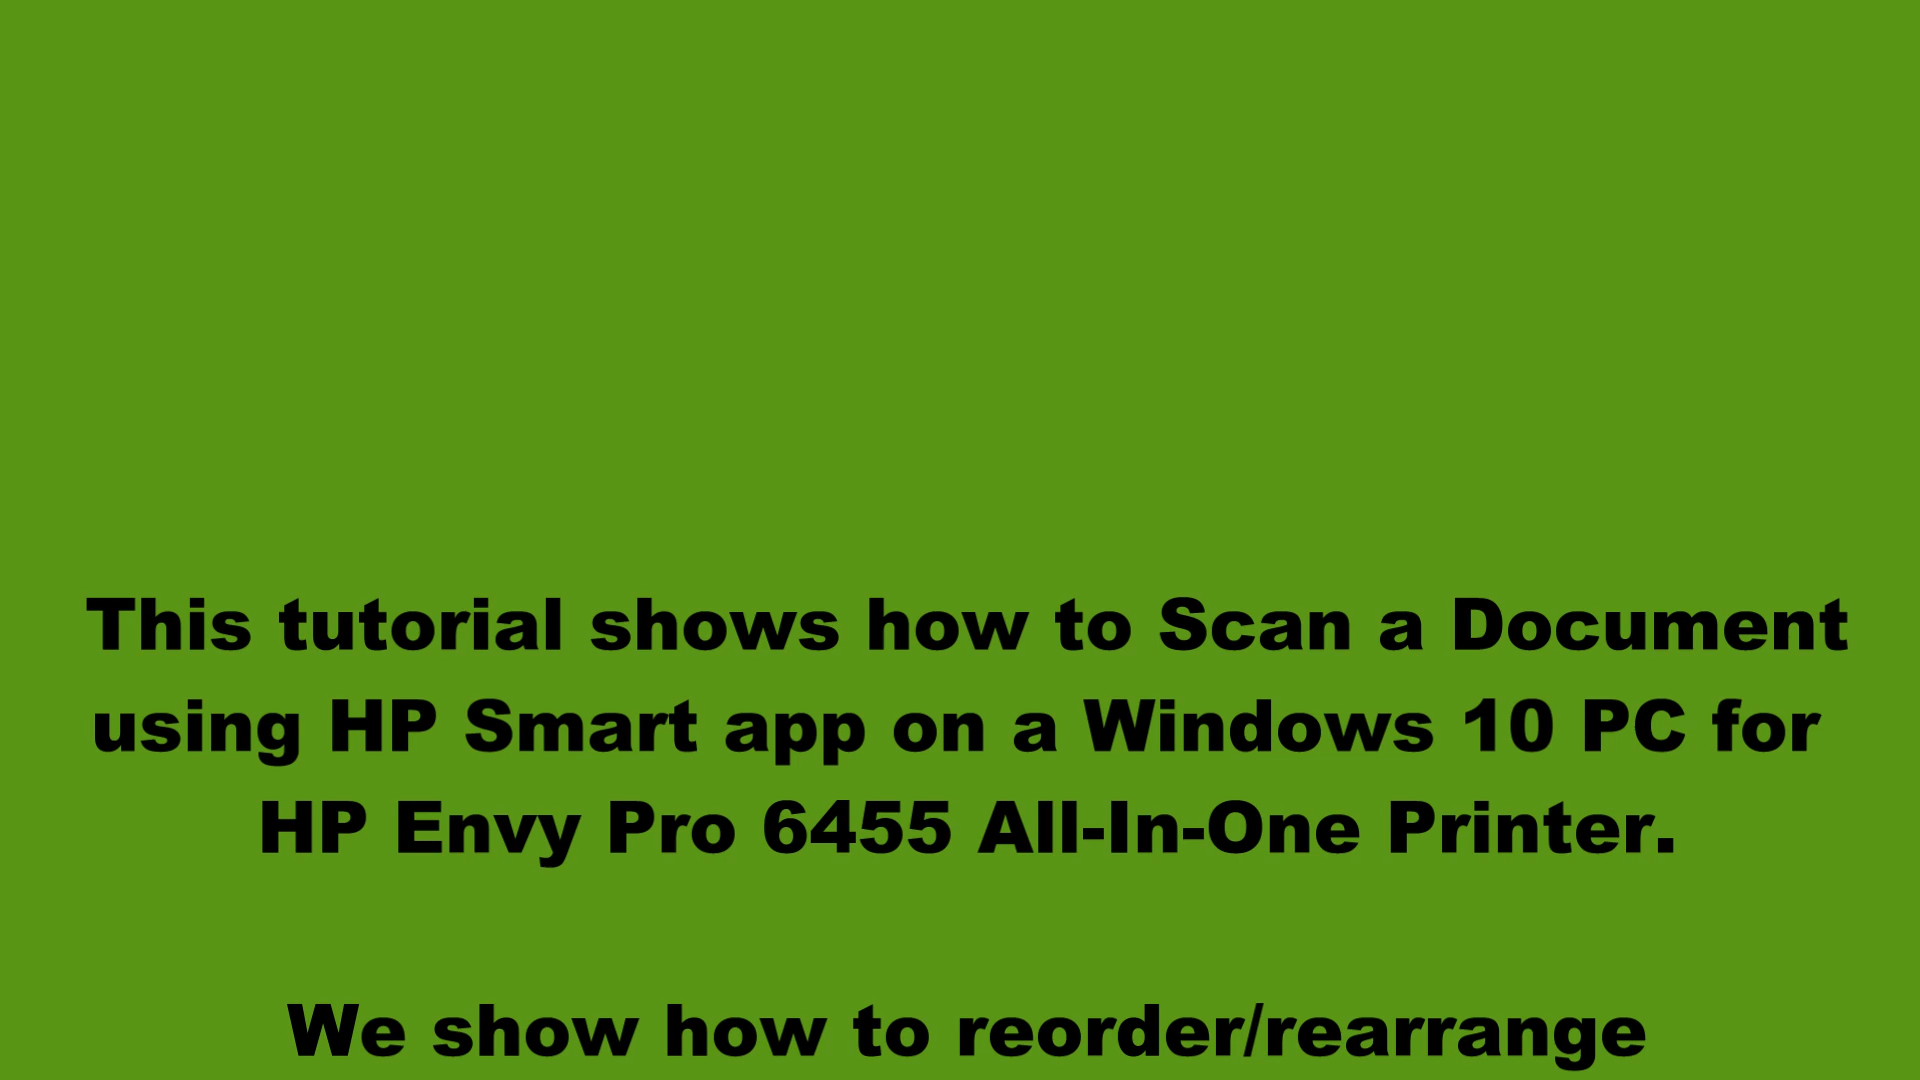 This tutorial shows how to Scan a Document
using HP Smart app on a Windows 10 PC for
HP Envy Pro 6455 All-In-One Printer.
We show how to reorder/rearrange